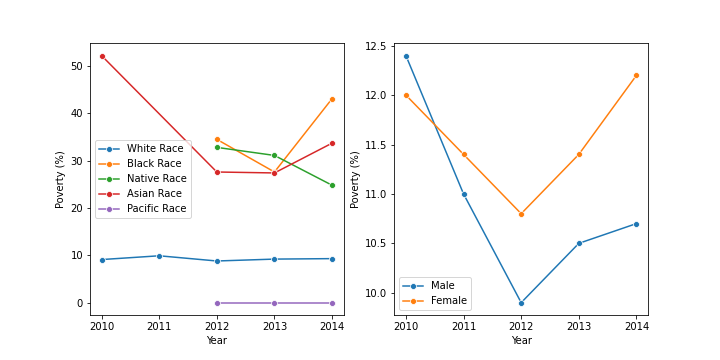 50
40
30
20
10
0
Poverty (%)
White Race
Black Race
Native Race
Asian Race
Pacific Race
2010 2011 2012 2013 2014
Year
12.5
12.0
11.5
11.0
10.5
10.0
Poverty (%)
Male
Female
2010 2011 2012 2013 2014
Year